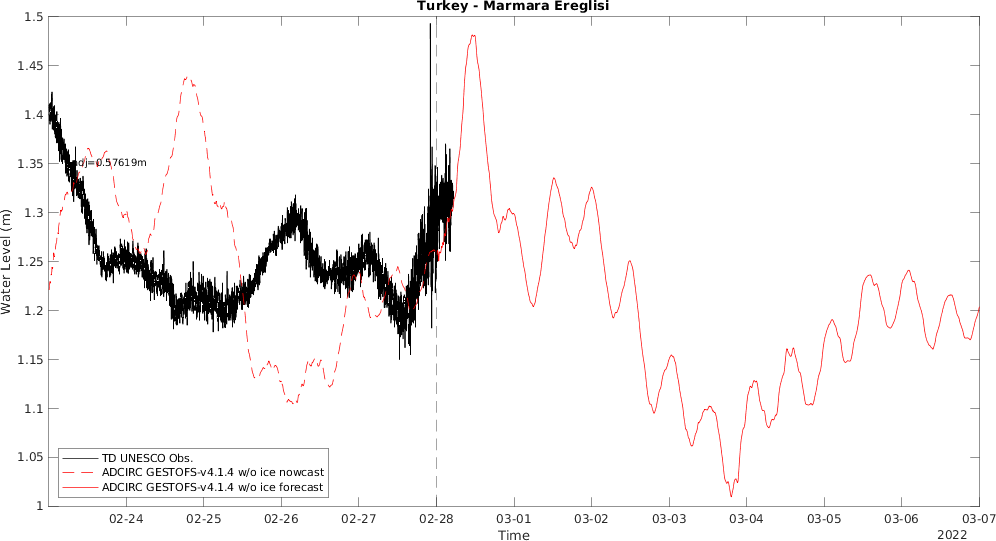 Turkey - Marmara Ereglisi
Water Level (m)
1.5
1.45
1.4
1.35
1.3
1.25
1.2
1.15
1.1
1.05
1
adj=0.57619m
TD UNESCO Obs.
ADCIRC GESTOFS-v4.1.4 w/o ice nowcast
ADCIRC GESTOFS-v4.1.4 w/o ice forecast
02-24 02-25 02-26 02-27 02-28 03-01 03-02 03-03 03-04 03-05 03-06 03-07
Time
2022